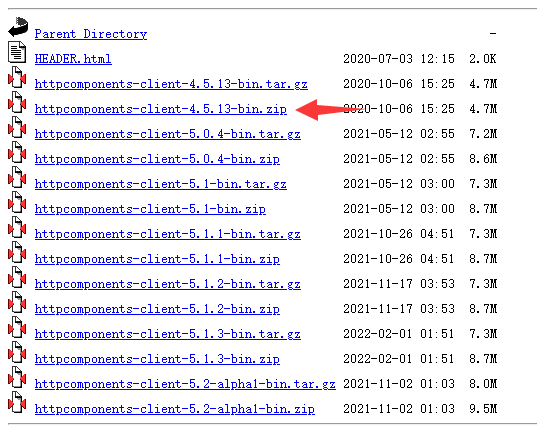 Parent Directory -
HEADER.html 2020-07-03 12:15 2.0K
httpcomponents-client-4.5.13-bin.tar.gz 2020-10-06 15:25 4.7M
httpcomponents-client-4.5.13-bin.zip 2020-10-06 15:25 4.7M
httpcomponents-client-5.0.4-bin.tar.gz 2021-05-12 02:55 7.2M
httpcomponents-client-5.0.4-bin.zip 2021-05-12 02:55 8.6M
httpcomponents-client-5.1-bin.tar.gz 2021-05-12 03:00 7.3M
httpcomponents-client-5.1-bin.zip 2021-05-12 03:00 8.7M
httpcomponents-client-5.1.1-bin.tar.gz 2021-10-26 04:51 7.3M
httpcomponents-client-5.1.1-bin.zip 2021-10-26 04:51 8.7M
httpcomponents-client-5.1.2-bin.tar.gz 2021-11-17 03:53 7.3M
httpcomponents-client-5.1.2-bin.zip 2021-11-17 03:53 8.7M
httpcomponents-client-5.1.3-bin.tar.gz 2022-02-01 01:51 7.3M
httpcomponents-client-5.1.3-bin.zip 2022-02-01 01:51 8.7M
httpcomponents-client-5.2-alpha1-bin.tar.gz 2021-11-02 01:03 8.0M
httpcomponents-client-5.2-alpha1-bin.zip 2021-11-02 01:03 9.5M